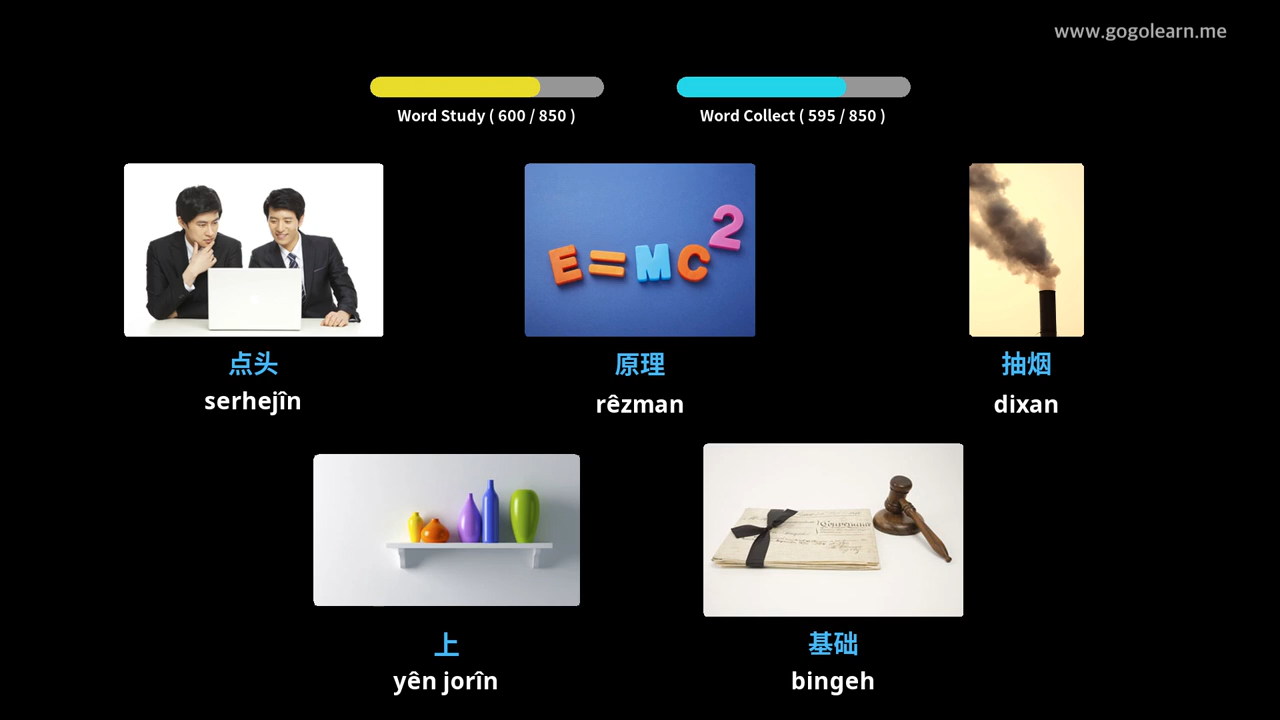 www.gogolearn.me
Word Study ( 600 / 850 )
Word Collect ( 595 / 850 )
E=MC2
点头
serhejîn
原理
rêzman
抽烟
dixan
上
yên jorîn
基础
bingeh